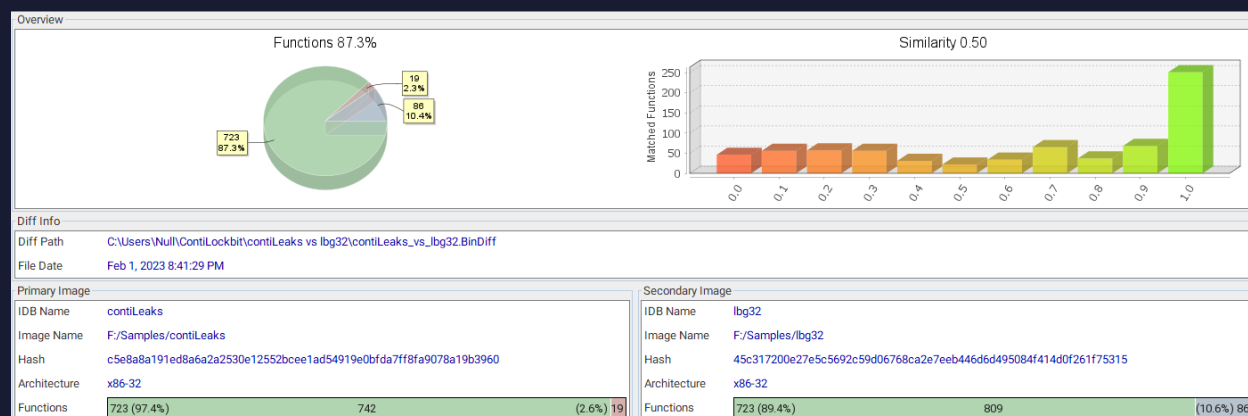 Overview
Functions 87.3%
19
2.3%
86
10.4%
723
87.3%
Similarity 0.50
Matched Functions
250
200
150
100
50
0
0.0 0.1 0.2 0.3 0.4 0.5 0.6 0.7 0.8 0.9 1.0
Diff Info
Diff Path C:\Users\Null\ContiLockbit\contiLeaks vs lbg32\contiLeaks_vs_lbg32.BinDiff
File Date Feb 1, 2023 8:41:29 PM
Primary Image
IDB Name contiLeaks
Image Name F:/Samples/contiLeaks
Hash c5e8a8a191ed8a6a2a2530e12552bcee1ad54919e0bfda7ff8fa9078a19b3960
Architecture x86-32
Functions 723 (97.4%) 742 (2.6%) 19
Secondary Image
IDB Name lbg32
Image Name F:/Samples/lbg32
Hash 45c317200e27e5c5692c59d06768ca2e7eeb446d6d495084f414d0f261f75315
Architecture x86-32
Functions 723 (89.4%) 809 (10.6%) 86